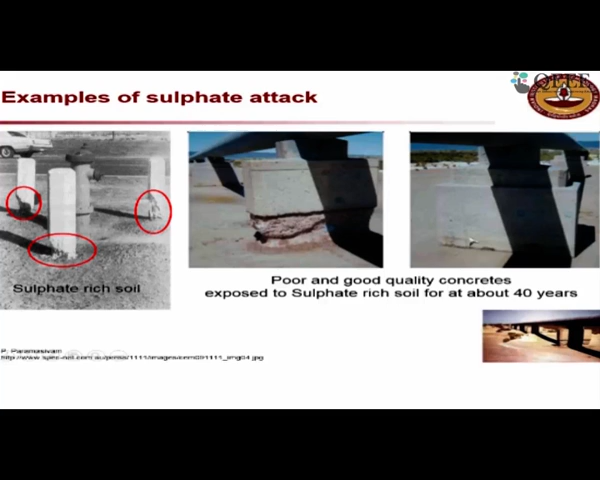 Examples of sulphate attack
Sulphate rich soil
Poor and good quality concretes
exposed to Sulphate rich soil for at about 40 years
P. Paramasivam